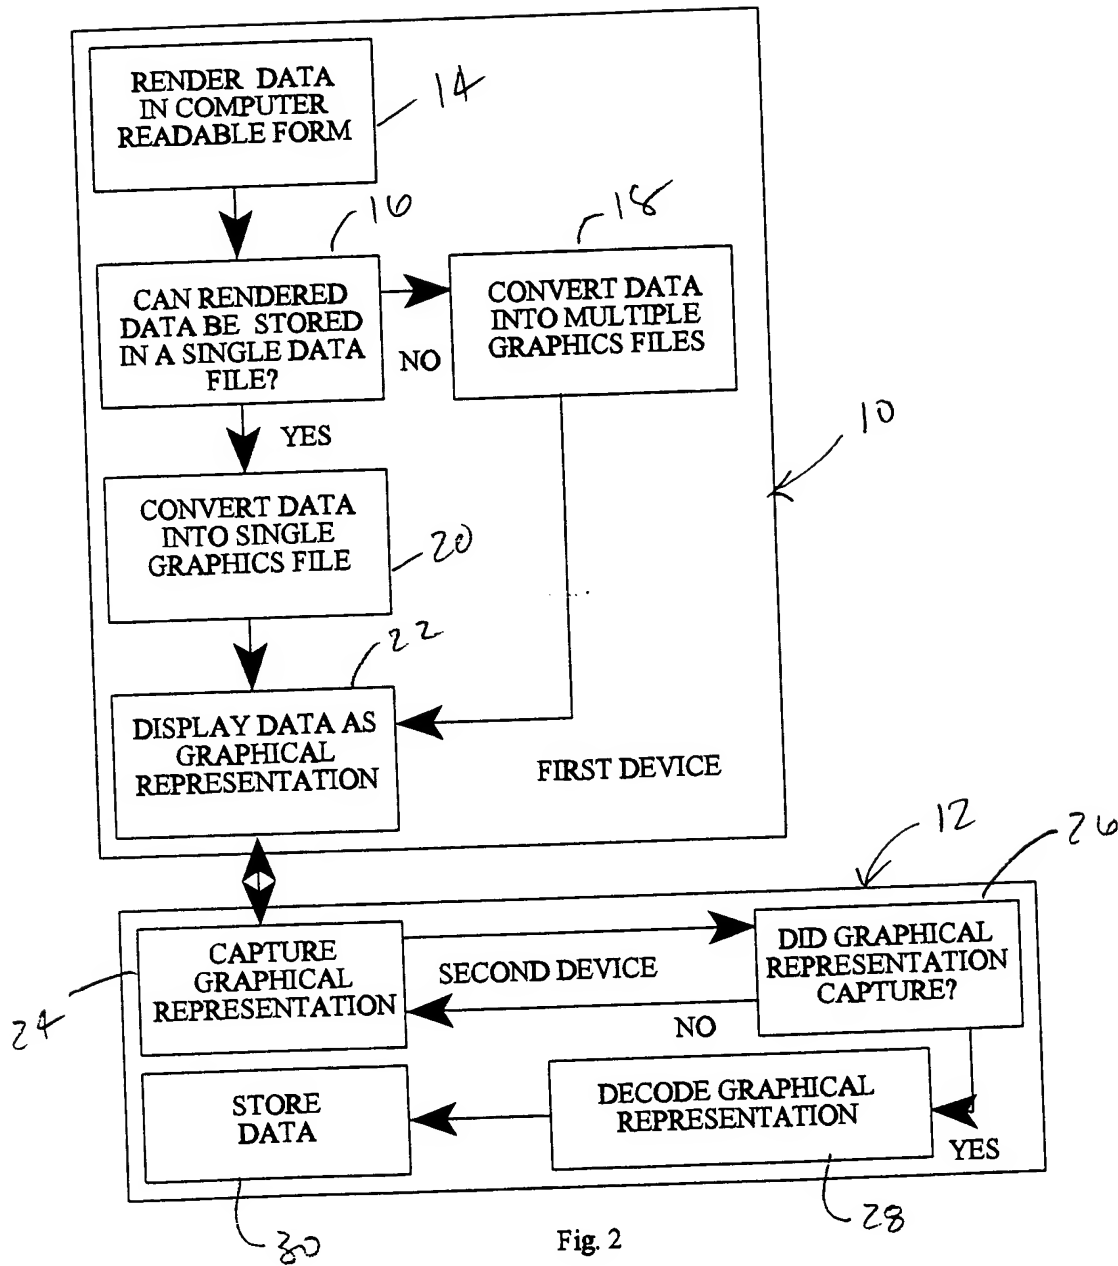 RENDER DATA
IN COMPUTER
READABLE FORM
14
16
18
CAN RENDERED
DATA BE STORED
IN A SINGLE DATA
FILE?
NO
CONVERT DATA
INTO MULTIPLE
GRAPHICS FILES
10
YES
CONVERT DATA
INTO SINGLE
GRAPHICS FILE
20
22
DISPLAY DATA AS
GRAPHICAL
REPRESENTATION
FIRST DEVICE
12
26
CAPTURE
GRAPHICAL
REPRESENTATION
24
SECOND DEVICE
DID GRAPHICAL
REPRESENTATION
CAPTURE?
NO
STORE
DATA
DECODE GRAPHICAL
REPRESENTATION
YES
30
28
Fig. 2